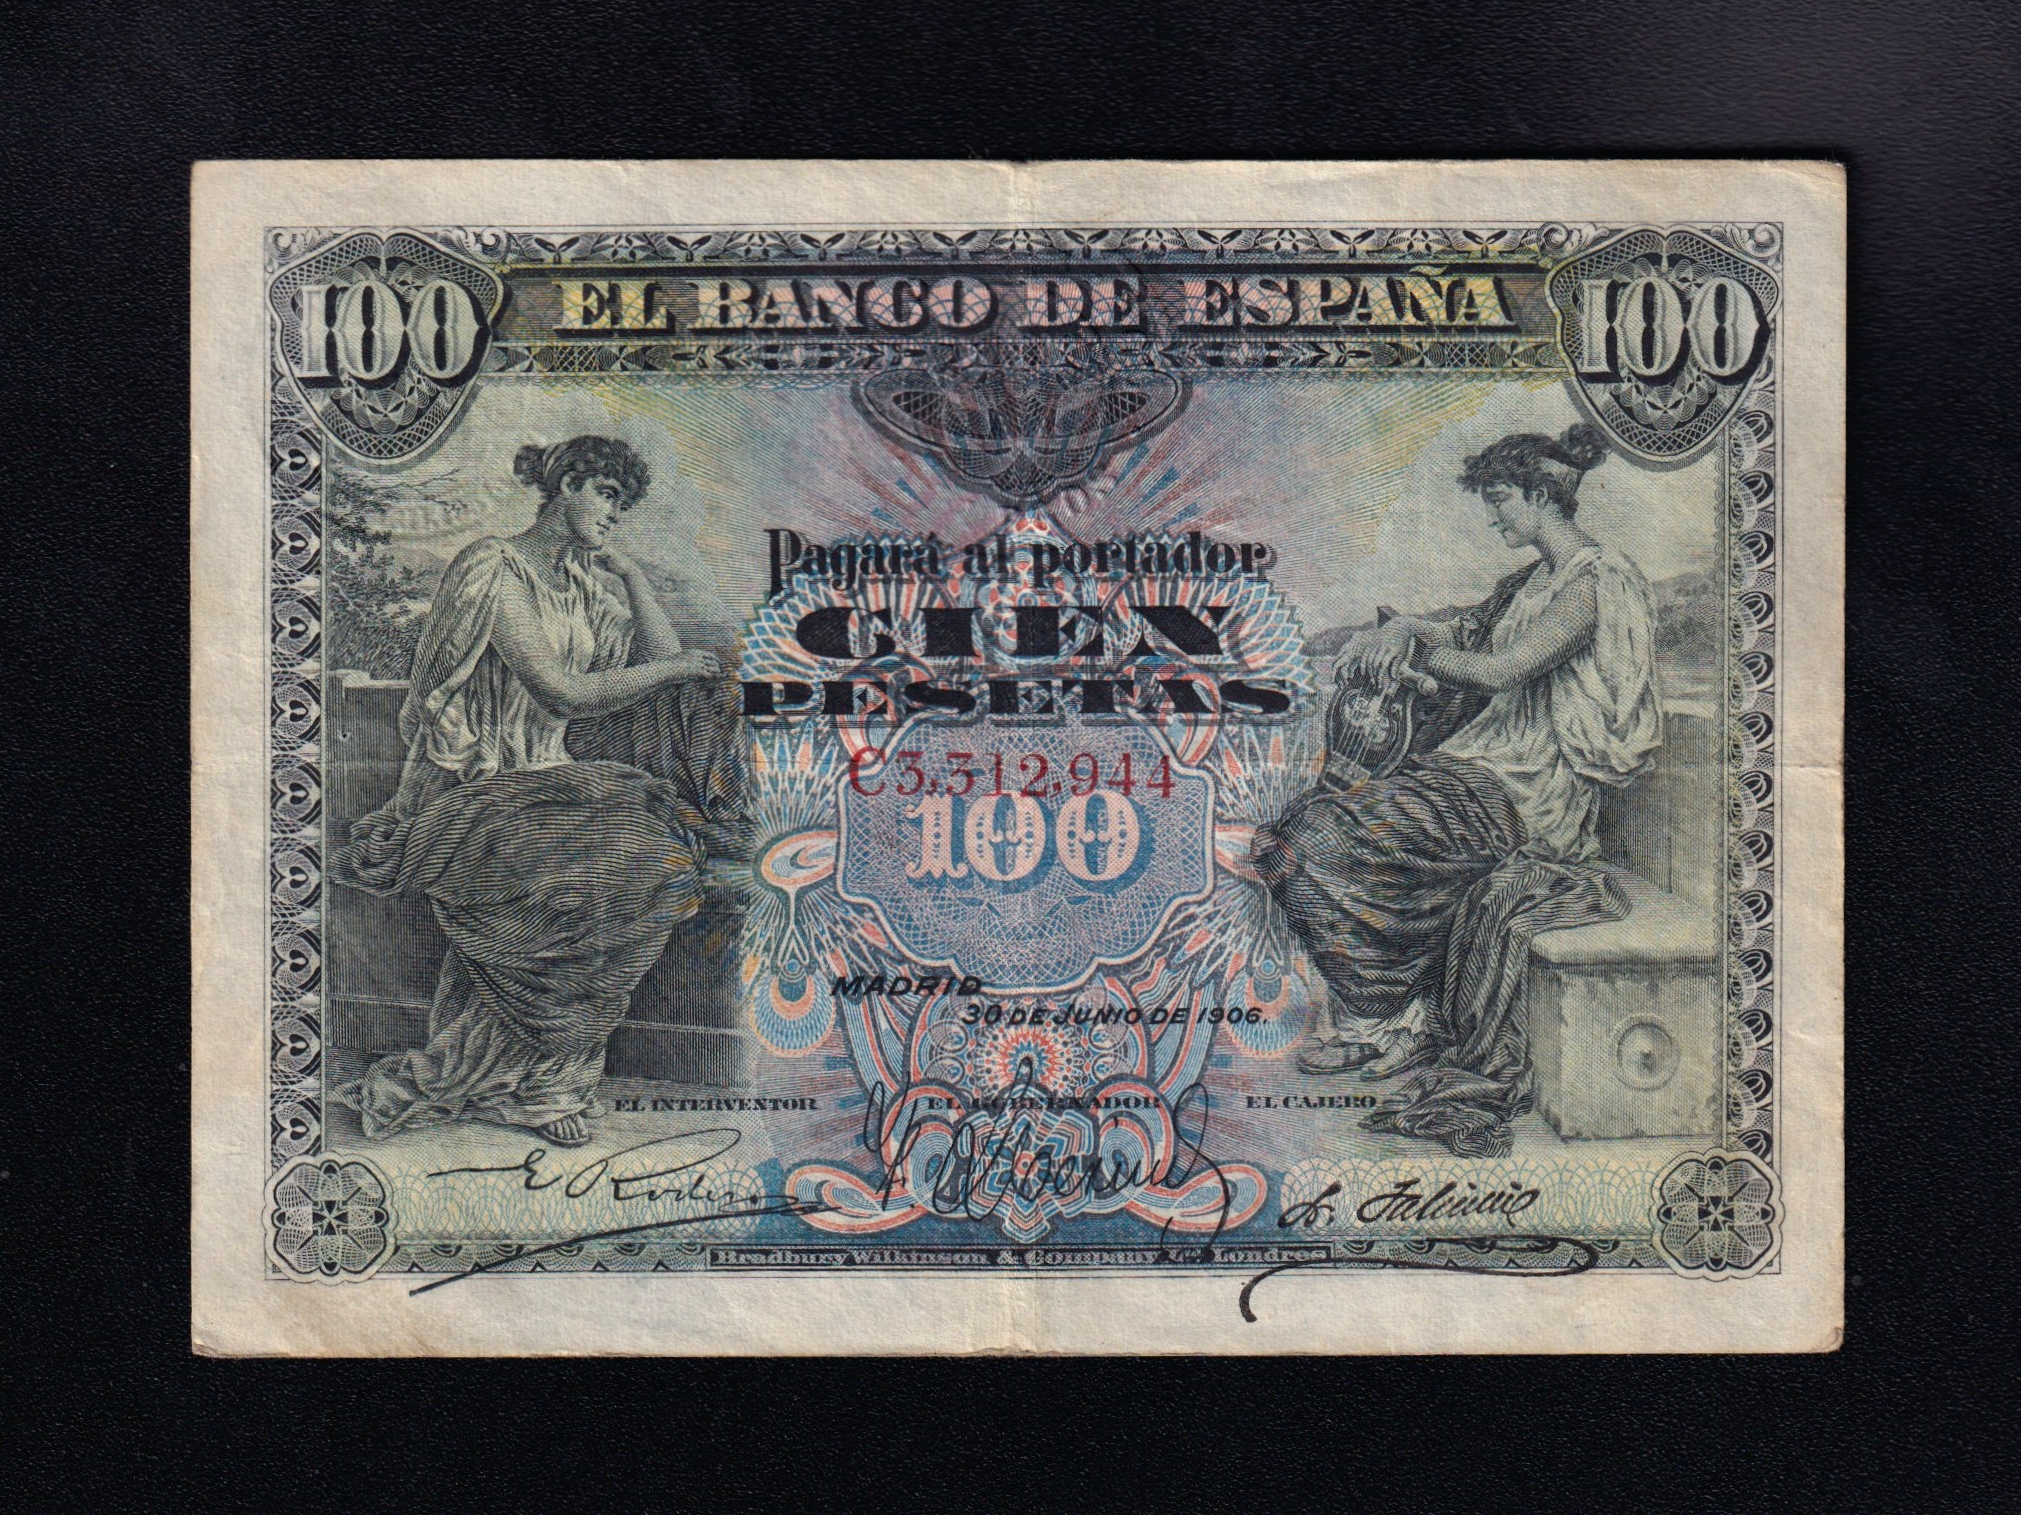 100 EL BANCO DE ESPAÑA 100
Pagará al portador
CIEN
PESETAS
C3,312,944
100
MADRID
30 DE JUNIO DE 1906.
EL INTERVENTOR EL GOBERNADOR EL CAJERO
Bradbury Wilkinson & Company Ld. Londres